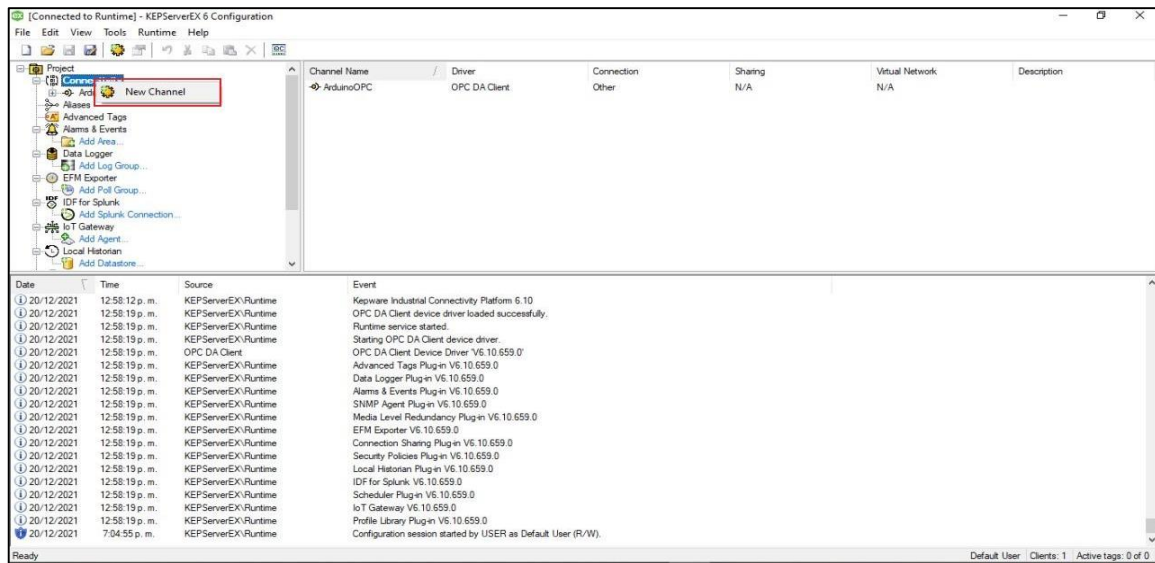 [Connected to Runtime] - KEPServerEX 6 Configuration
File Edit View Tools Runtime Help
Project
New Channel
Aliases
Advanced Tags
Alarms & Events
Add Area...
Data Logger
Add Log Group...
EFM Exporter
Add Poll Group...
IDF for Splunk
Add Splunk Connection...
IoT Gateway
Add Agent...
Local Historian
Add Datastore...
Channel Name Driver Connection Sharing Virtual Network Description
ArduinoOPC OPC DA Client Other N/A N/A
Date Time Source Event
20/12/2021 12:58:12 p. m. KEPServerEX\Runtime Kepware Industrial Connectivity Platform 6.10
20/12/2021 12:58:19 p. m. KEPServerEX\Runtime OPC DA Client device driver loaded successfully.
20/12/2021 12:58:19 p. m. KEPServerEX\Runtime Runtime service started.
20/12/2021 12:58:19 p. m. KEPServerEX\Runtime Starting OPC DA Client device driver.
20/12/2021 12:58:19 p. m. OPC DA Client OPC DA Client Device Driver 'V6.10.659.0'
20/12/2021 12:58:19 p. m. KEPServerEX\Runtime Advanced Tags Plug-in V6.10.659.0
20/12/2021 12:58:19 p. m. KEPServerEX\Runtime Data Logger Plug-in V6.10.659.0
20/12/2021 12:58:19 p. m. KEPServerEX\Runtime Alarms & Events Plug-in V6.10.659.0
20/12/2021 12:58:19 p. m. KEPServerEX\Runtime SNMP Agent Plug-in V6.10.659.0
20/12/2021 12:58:19 p. m. KEPServerEX\Runtime Media Level Redundancy Plug-in V6.10.659.0
20/12/2021 12:58:19 p. m. KEPServerEX\Runtime EFM Exporter V6.10.659.0
20/12/2021 12:58:19 p. m. KEPServerEX\Runtime Connection Sharing Plug-in V6.10.659.0
20/12/2021 12:58:19 p. m. KEPServerEX\Runtime Security Policies Plug-in V6.10.659.0
20/12/2021 12:58:19 p. m. KEPServerEX\Runtime Local Historian Plug-in V6.10.659.0
20/12/2021 12:58:19 p. m. KEPServerEX\Runtime IDF for Splunk V6.10.659.0
20/12/2021 12:58:19 p. m. KEPServerEX\Runtime Scheduler Plug-in V6.10.659.0
20/12/2021 12:58:19 p. m. KEPServerEX\Runtime IoT Gateway V6.10.659.0
20/12/2021 12:58:19 p. m. KEPServerEX\Runtime Profile Library Plug-in V6.10.659.0
20/12/2021 7:04:55 p. m. KEPServerEX\Runtime Configuration session started by USER as Default User (R/W).
Ready Default User Clients: 1 Active tags: 0 of 0